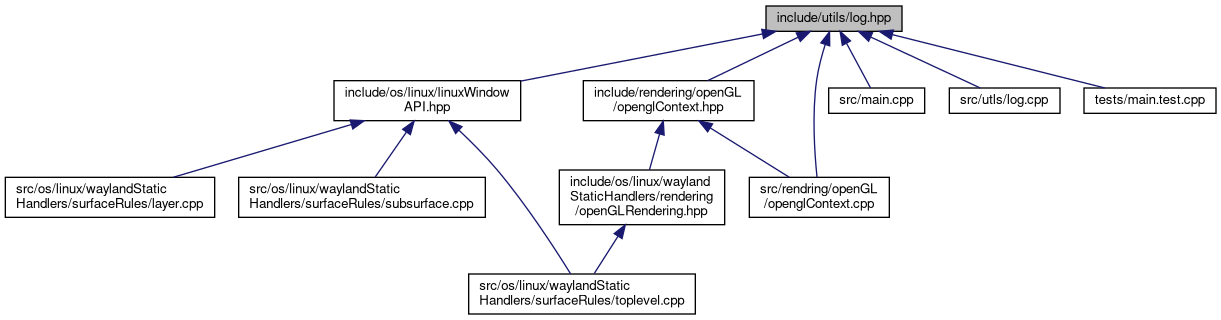 include/utils/log.hpp
include/os/linux/linuxWindow
API.hpp
include/rendering/openGL
/openglContext.hpp
src/main.cpp
src/utls/log.cpp
tests/main.test.cpp
src/os/linux/waylandStatic
Handlers/surfaceRules/layer.cpp
src/os/linux/waylandStatic
Handlers/surfaceRules/subsurface.cpp
include/os/linux/wayland
StaticHandlers/rendering
/openGLRendering.hpp
src/rendring/openGL
/openglContext.cpp
src/os/linux/waylandStatic
Handlers/surfaceRules/toplevel.cpp